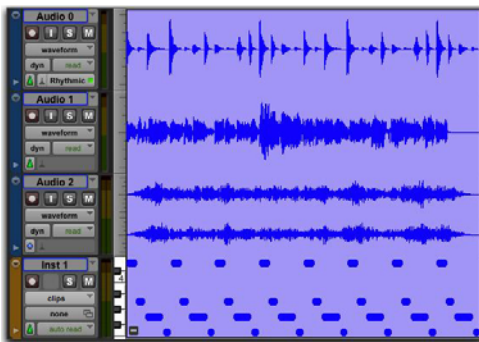 Audio 0
I S M
waveform
dyn read
Rhythmic
Audio 1
I S M
waveform
dyn read
Audio 2
I S M
waveform
dyn read
Inst 1
S M
clips
none
auto read
4